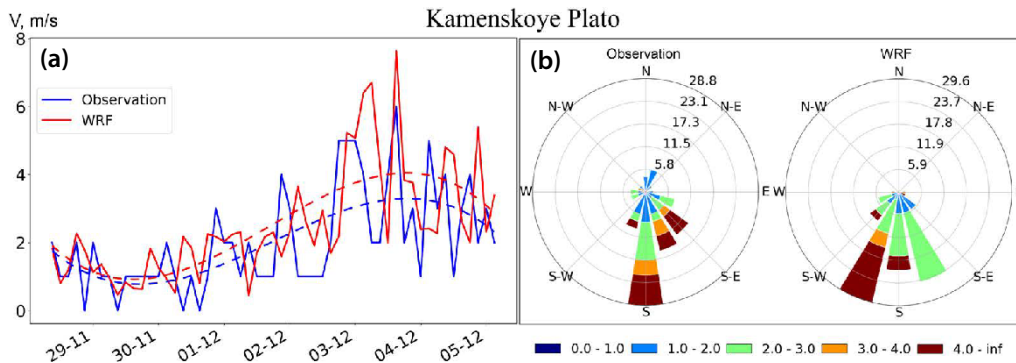 Kamenskoye Plato
V, m/s
(a)
8
6
4
2
0
Observation
WRF
29-11
30-11
01-12
02-12
03-12
04-12
05-12
(b)
Observation
N
N-E
E
S-E
S
S-W
W
N-W
28.8
23.1
17.3
11.5
5.8
WRF
N
N-E
S-E
S
S-W
W
N-W
29.6
23.7
17.8
11.9
5.9
0.0 - 1.0
1.0 - 2.0
2.0 - 3.0
3.0 - 4.0
4.0 - inf